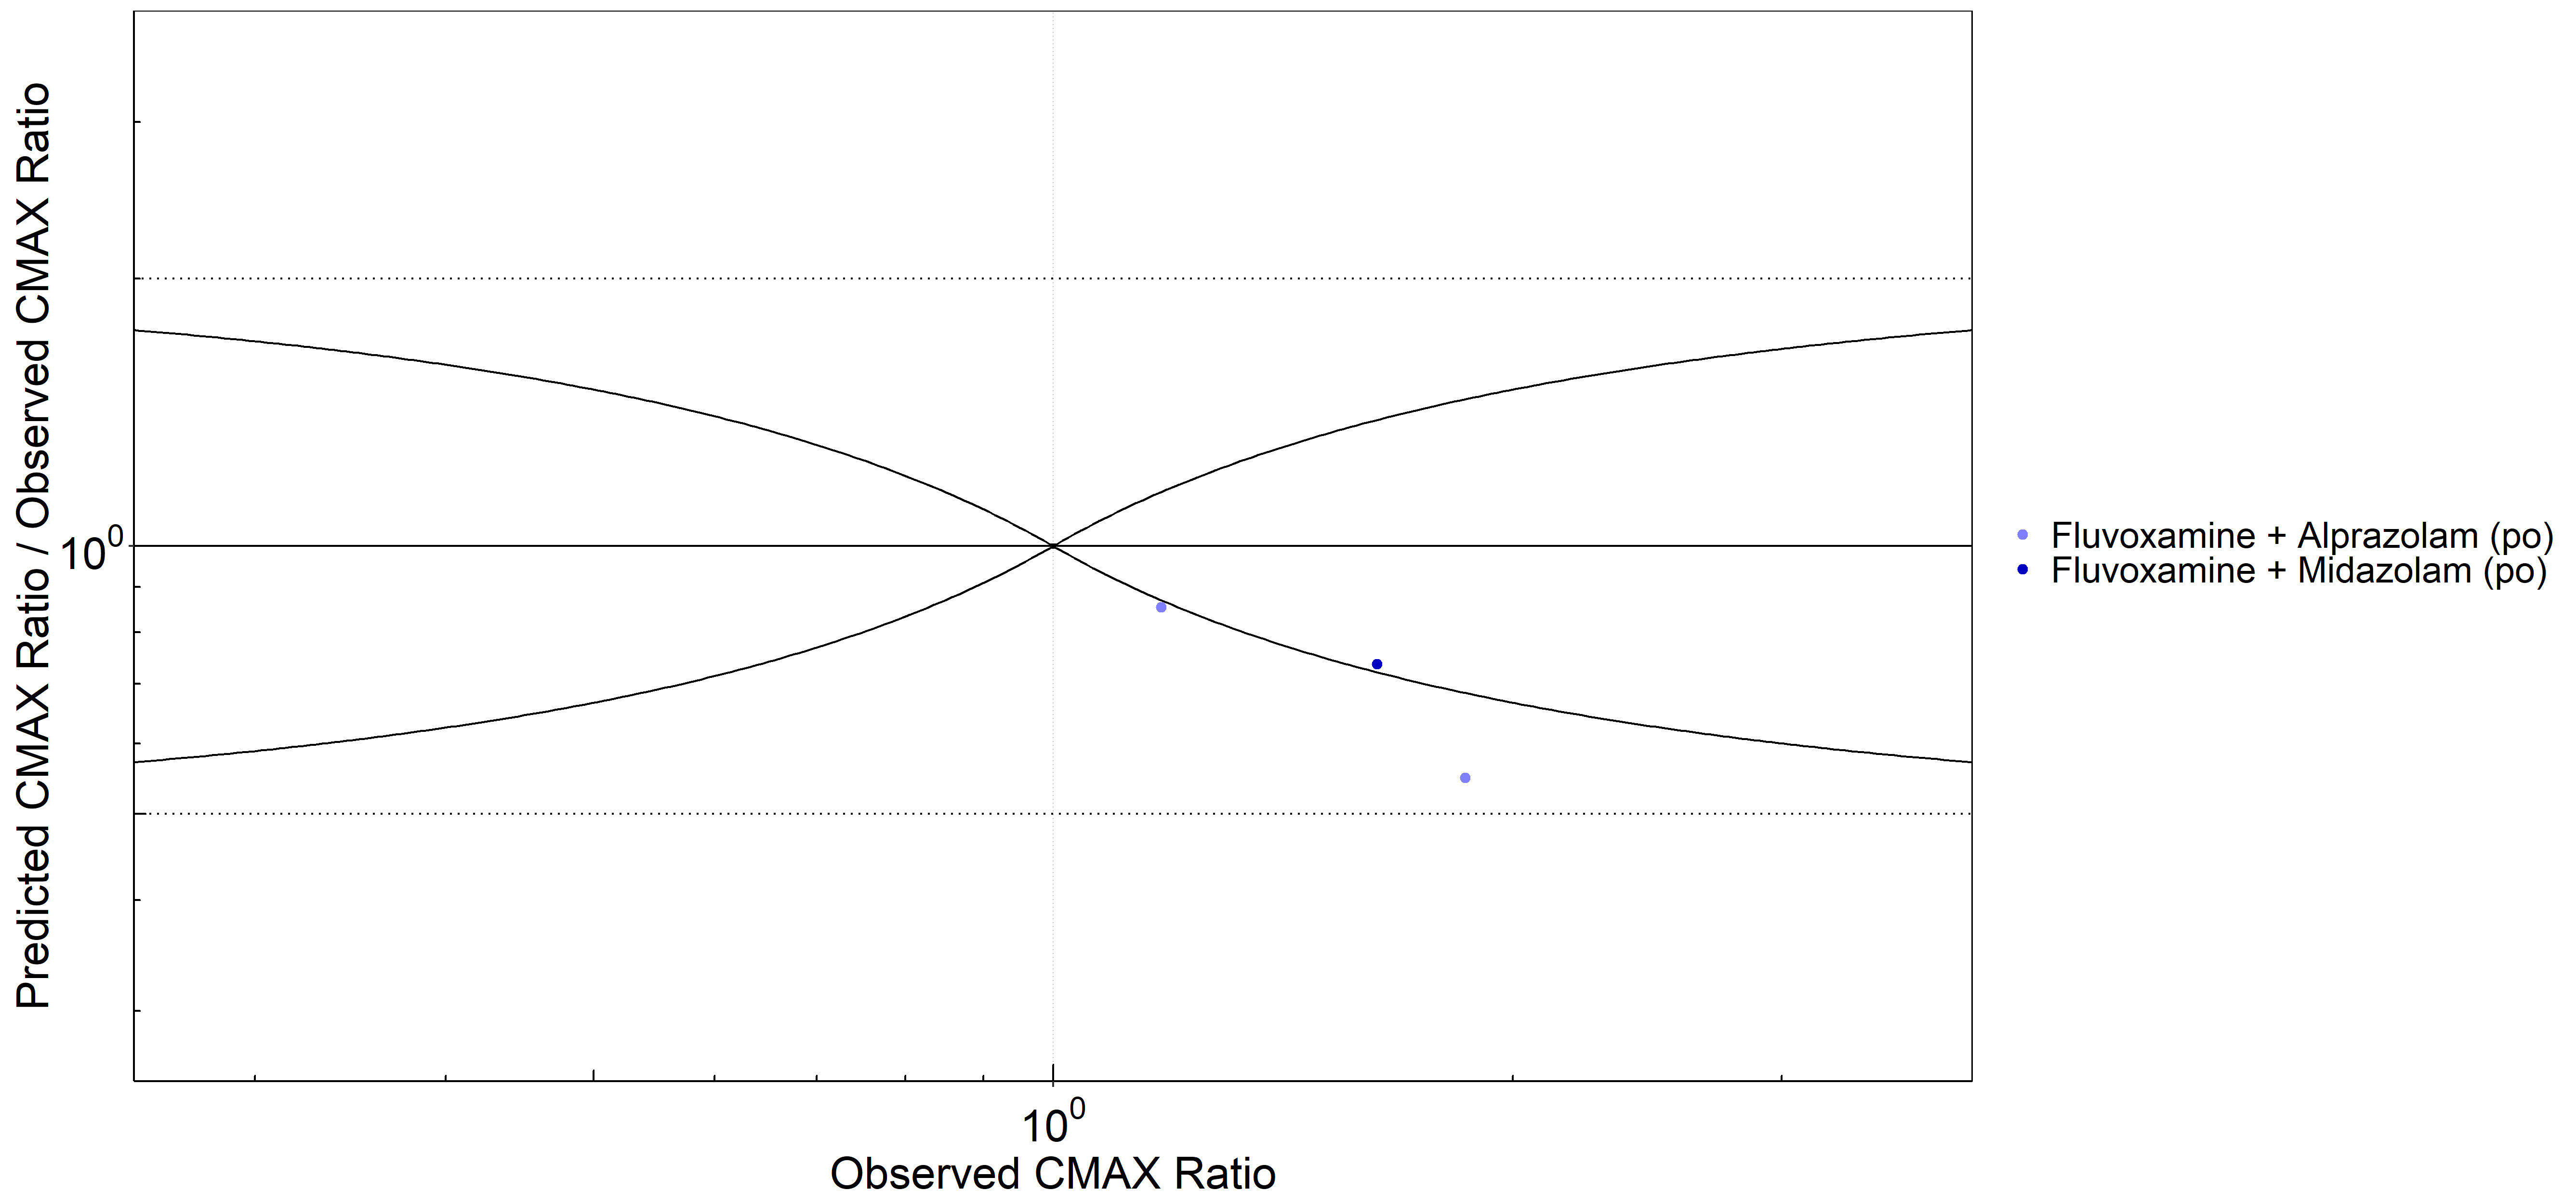 Predicted CMAX Ratio / Observed CMAX Ratio
10⁰
10⁰
Observed CMAX Ratio
Fluvoxamine + Alprazolam (po)
Fluvoxamine + Midazolam (po)